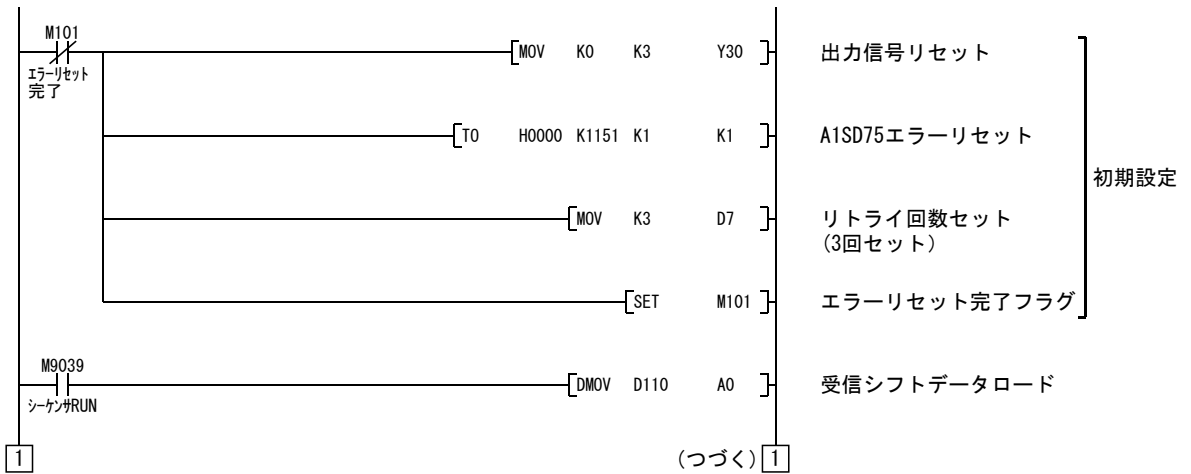 M101
エラーリセット
完了
MOV K0 K3 Y30 出力信号リセット
TO H0000 K1151 K1 K1 A1SD75エラーリセット
初期設定
MOV K3 D7 リトライ回数セット
(3回セット)
SET M101 エラーリセット完了フラグ
M9039
シーケンサRUN
DMOV D110 A0 受信シフトデータロード
1 (つづく) 1